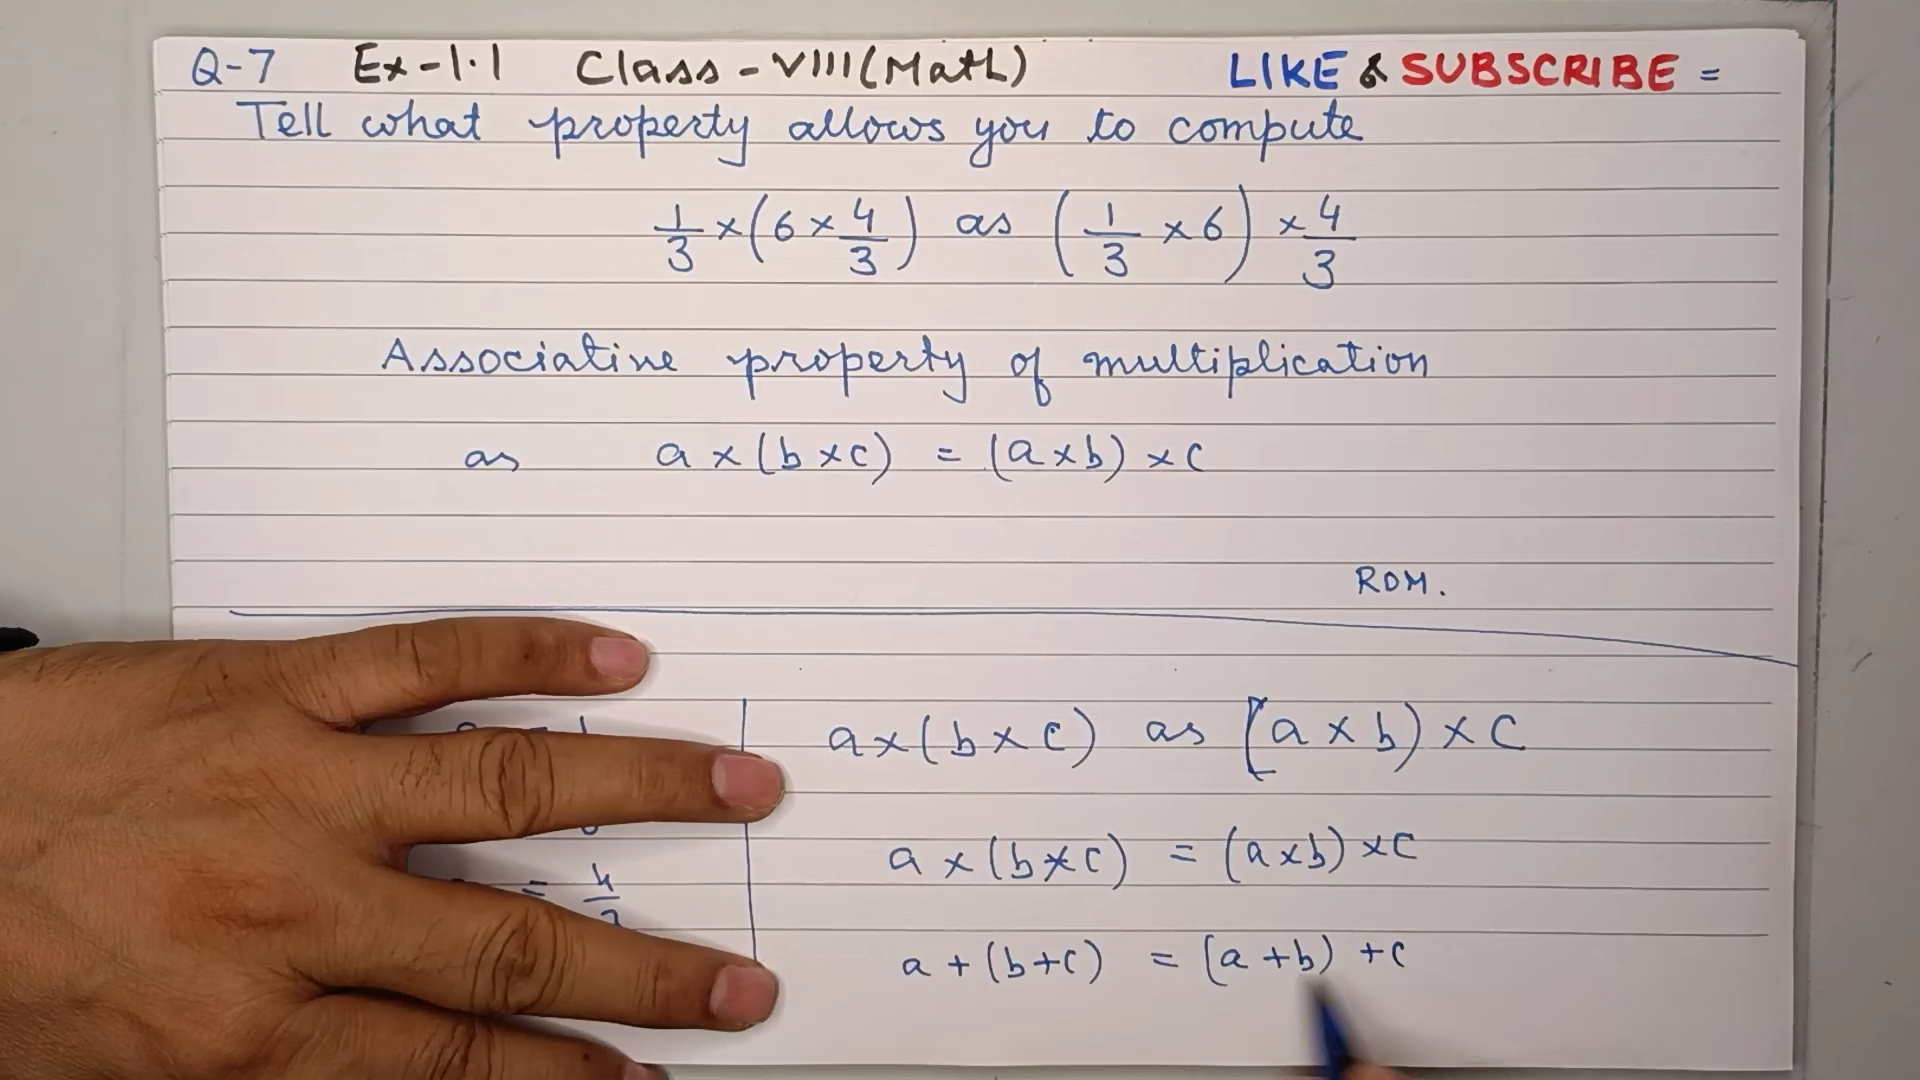 Q-7 Ex-1.1 Class-VIII(Math) LIKE & SUBSCRIBE =
Tell what property allows you to compute
1/3 × (6 × 4/3) as (1/3 × 6) × 4/3
Associative property of multiplication
as a × (b × c) = (a × b) × c
ROM.
a × (b × c) as [a × b) × c
a × (b × c) = (a × b) × c
= 4
a + (b + c) = (a + b) + c